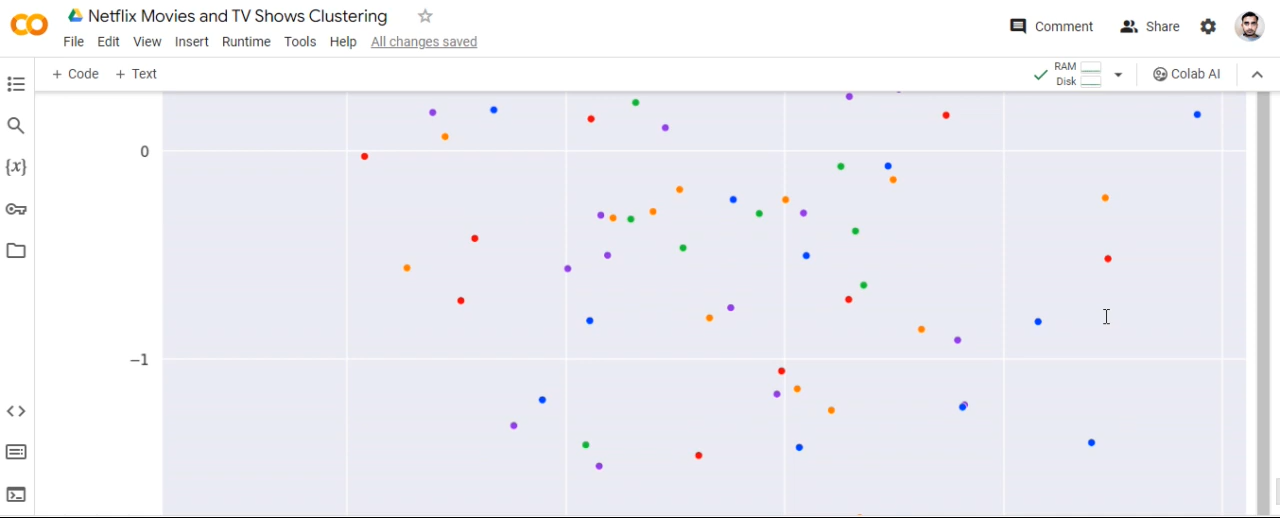 Netflix Movies and TV Shows Clustering
File Edit View Insert Runtime Tools Help All changes saved
Comment Share
+ Code + Text
RAM
Disk
Colab AI
{x}
0
−1